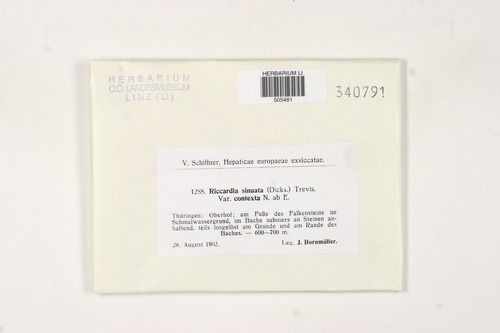 HERBARIUM
O.Ö. LANDESMUSEUM
LINZ (LI)
HERBARIUM LI
505481
340791
V. Schiffner, Hepaticae europaeae exsiccatae.
1288. Riccardia sinuata (Dicks.) Trevis.
Var. contexta N. ab E.
Thüringen: Oberhof; am Fuße des Falkensteins im
Schmalwassergrund, im Bache submers an Steinen an-
haftend, teils losgelöst am Grunde und am Rande des
Baches. — 600—700 m.
28. August 1902.
Leg. J. Bornmüller.